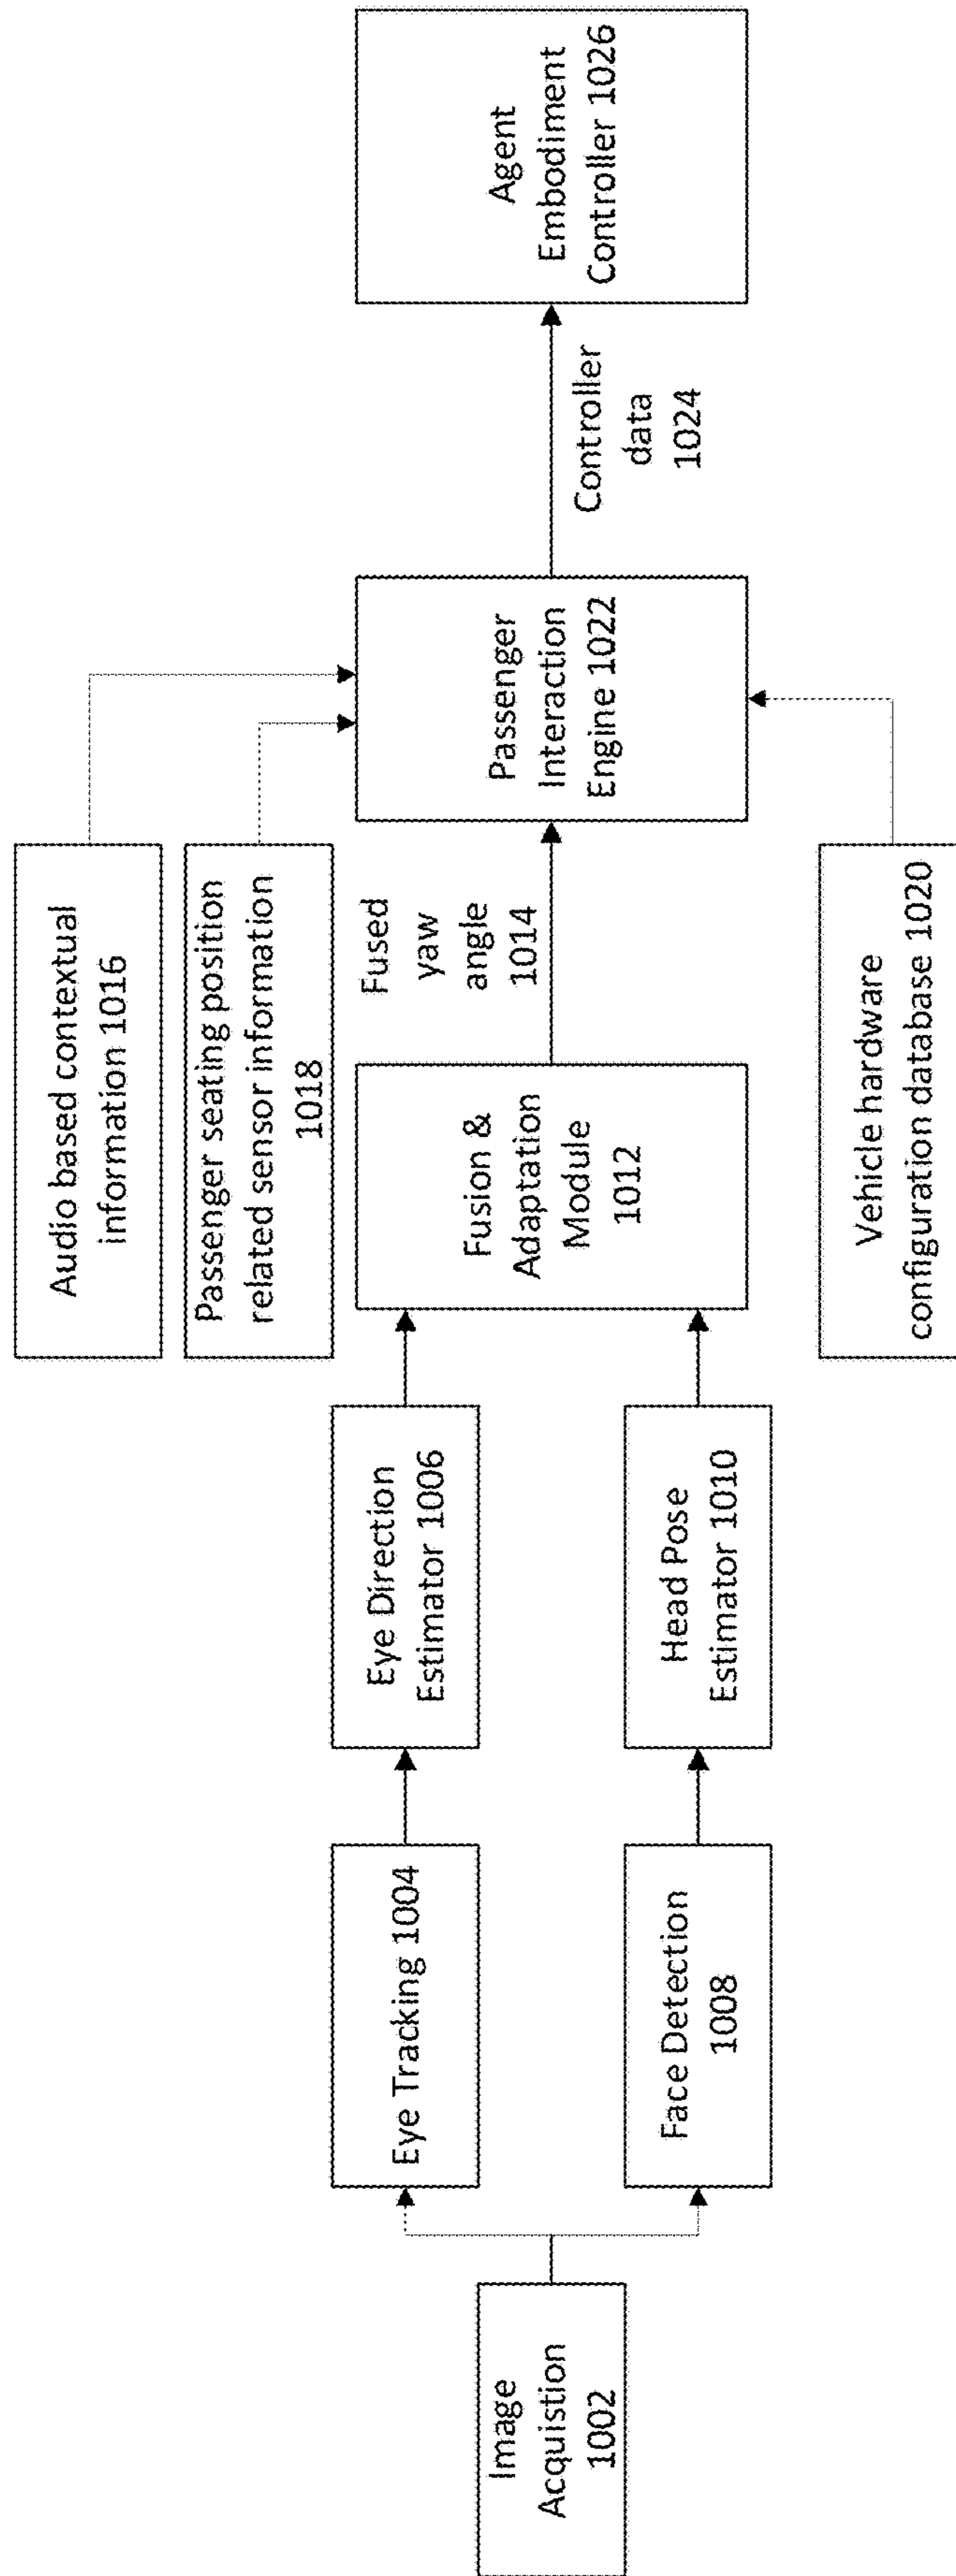 Image
Acquistion
1002
Eye Tracking 1004
Face Detection
1008
Eye Direction
Estimator 1006
Head Pose
Estimator 1010
Fusion &
Adaptation
Module
1012
Fused
yaw
angle
1014
Audio based contextual
information 1016
Passenger seating position
related sensor information
1018
Vehicle hardware
configuration database 1020
Passenger
Interaction
Engine 1022
Controller
data
1024
Agent
Embodiment
Controller 1026